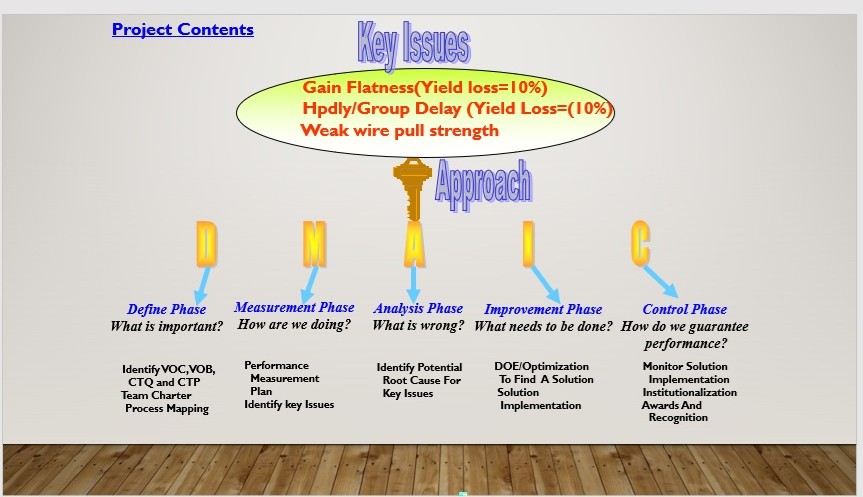 Project Contents
Key Issues
Gain Flatness(Yield loss=10%)
Hpdly/Group Delay (Yield Loss=(10%)
Weak wire pull strength
Approach
D M A I C
Define Phase
What is important?
Identify VOC,VOB,
CTQ and CTP
Team Charter
Process Mapping
Measurement Phase
How are we doing?
Performance
Measurement
Plan
Identify key Issues
Analysis Phase
What is wrong?
Identify Potential
Root Cause For
Key Issues
Improvement Phase
What needs to be done?
DOE/Optimization
To Find A Solution
Solution
Implementation
Control Phase
How do we guarantee
performance?
Monitor Solution
Implementation
Institutionalization
Awards And
Recognition